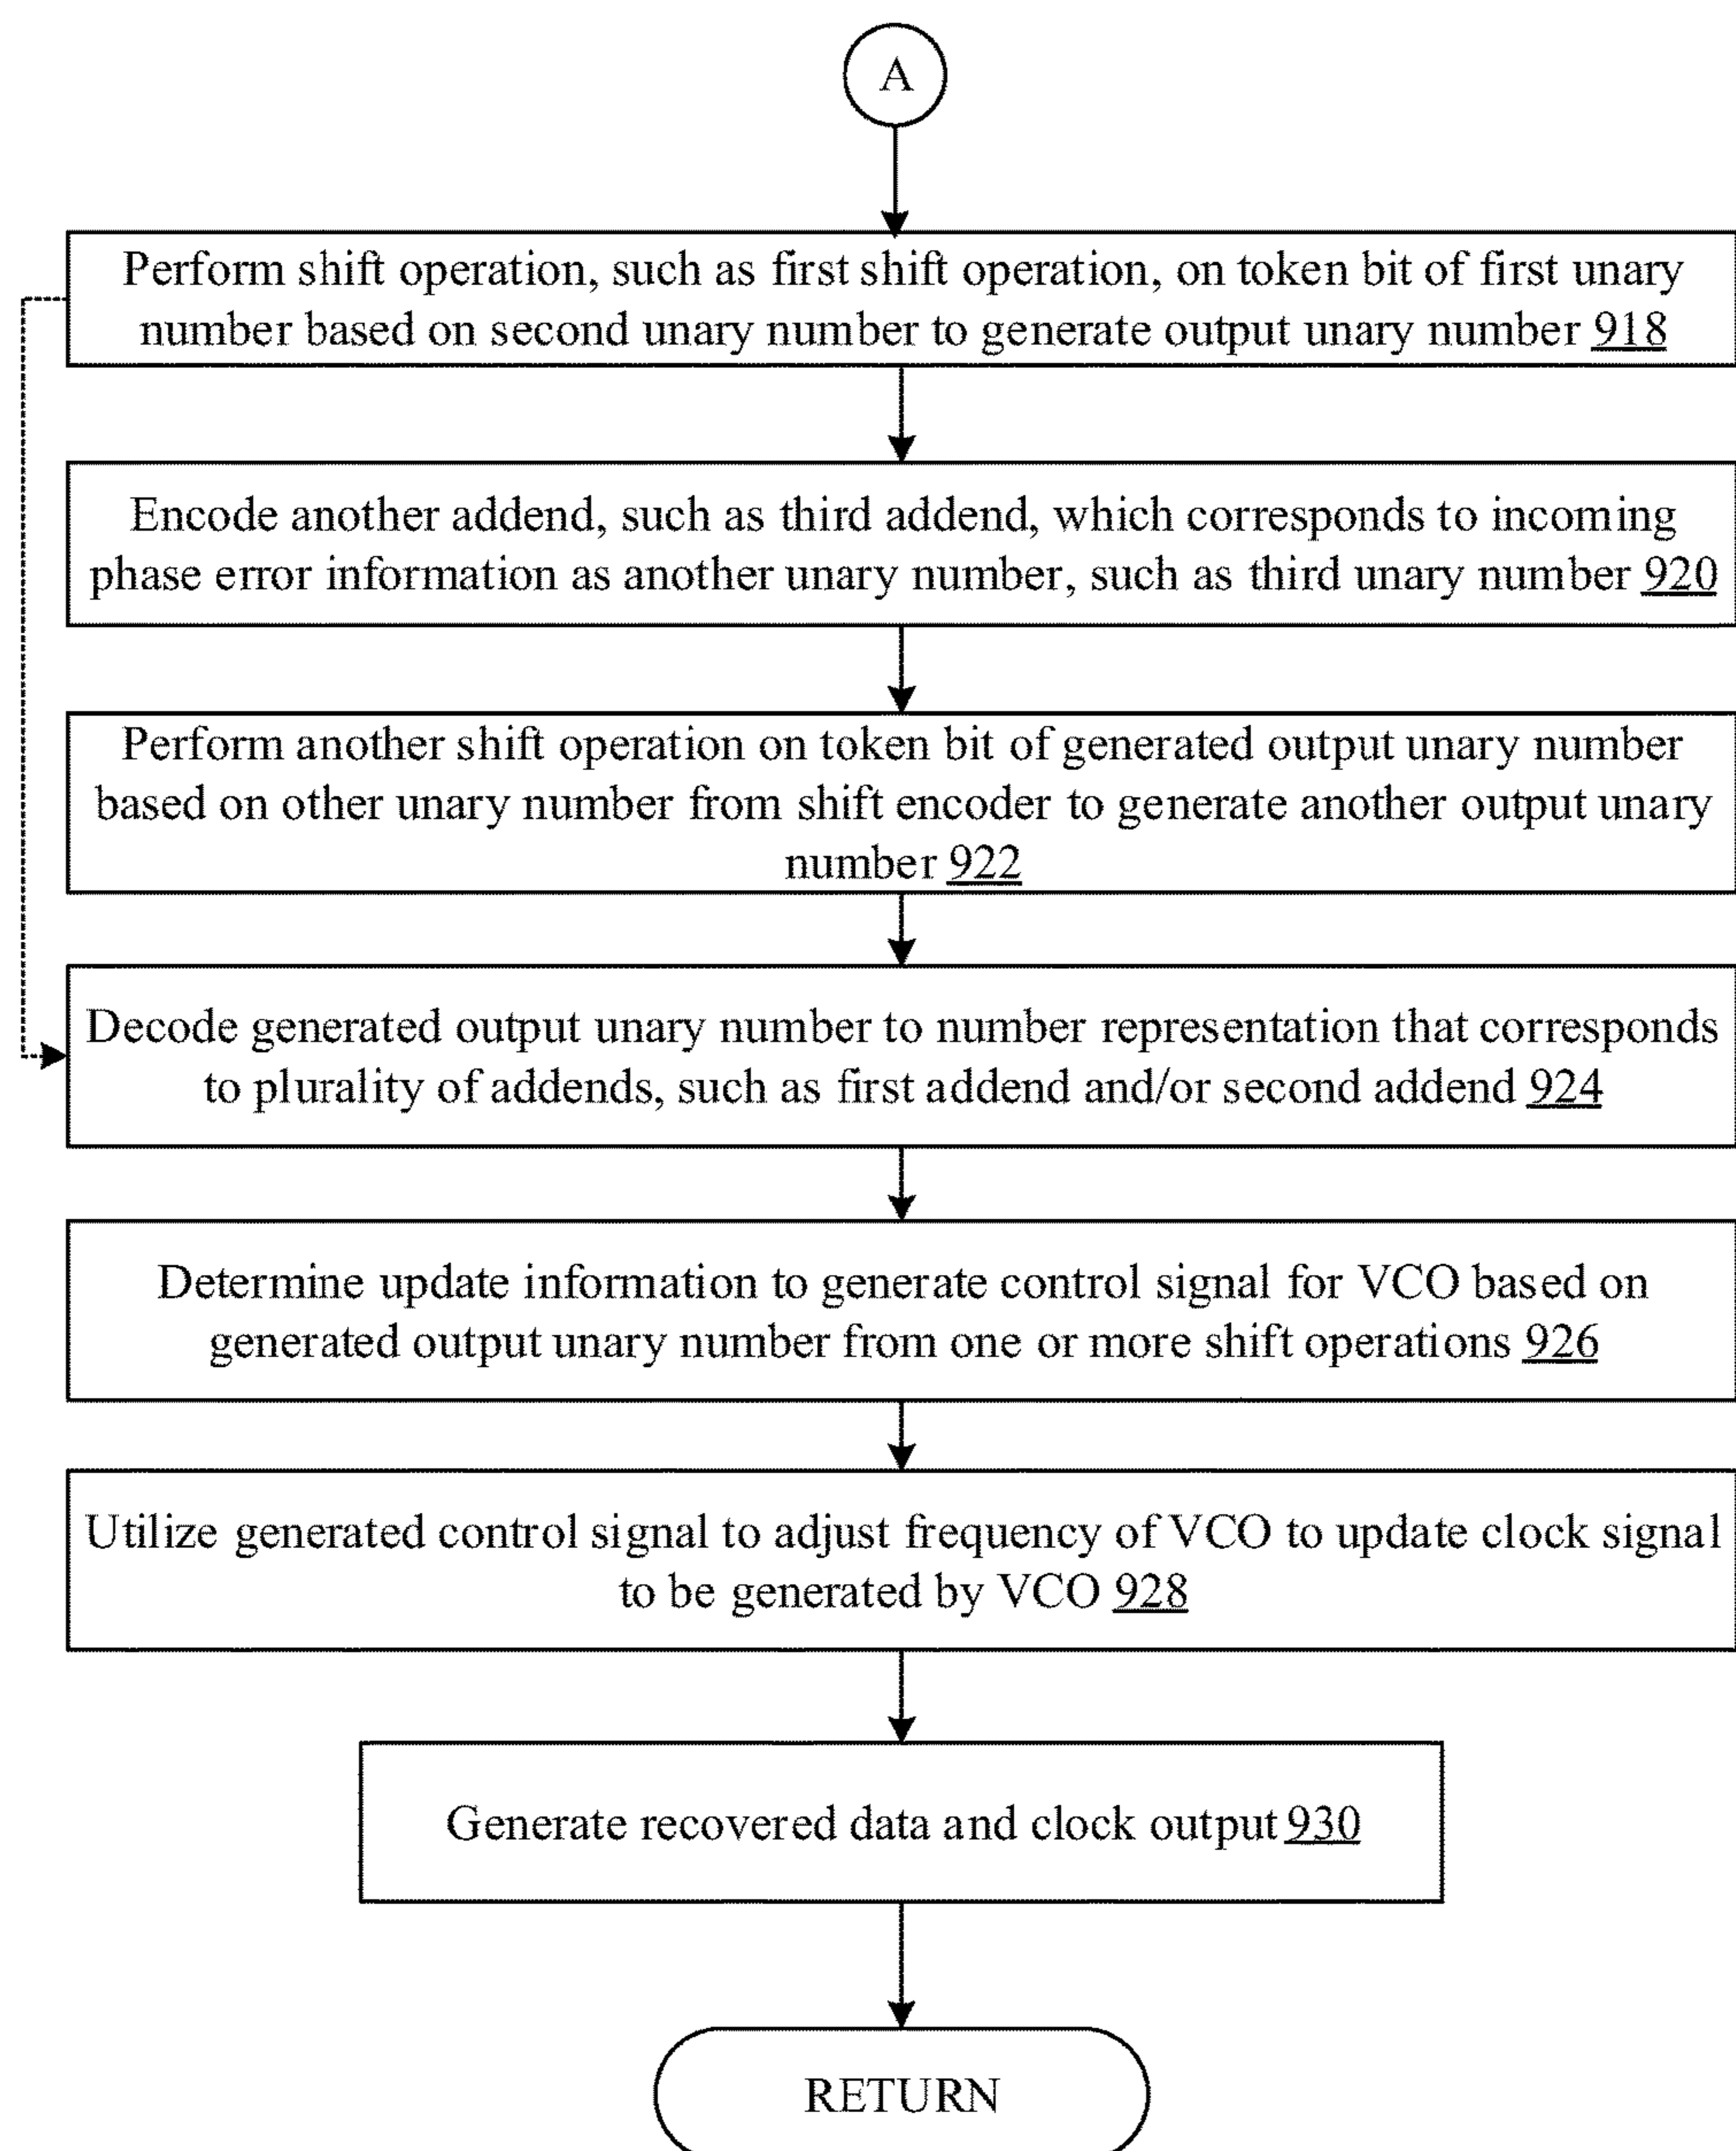 A
Perform shift operation, such as first shift operation, on token bit of first unary
number based on second unary number to generate output unary number 918
Encode another addend, such as third addend, which corresponds to incoming
phase error information as another unary number, such as third unary number 920
Perform another shift operation on token bit of generated output unary number
based on other unary number from shift encoder to generate another output unary
number 922
Decode generated output unary number to number representation that corresponds
to plurality of addends, such as first addend and/or second addend 924
Determine update information to generate control signal for VCO based on
generated output unary number from one or more shift operations 926
Utilize generated control signal to adjust frequency of VCO to update clock signal
to be generated by VCO 928
Generate recovered data and clock output 930
RETURN